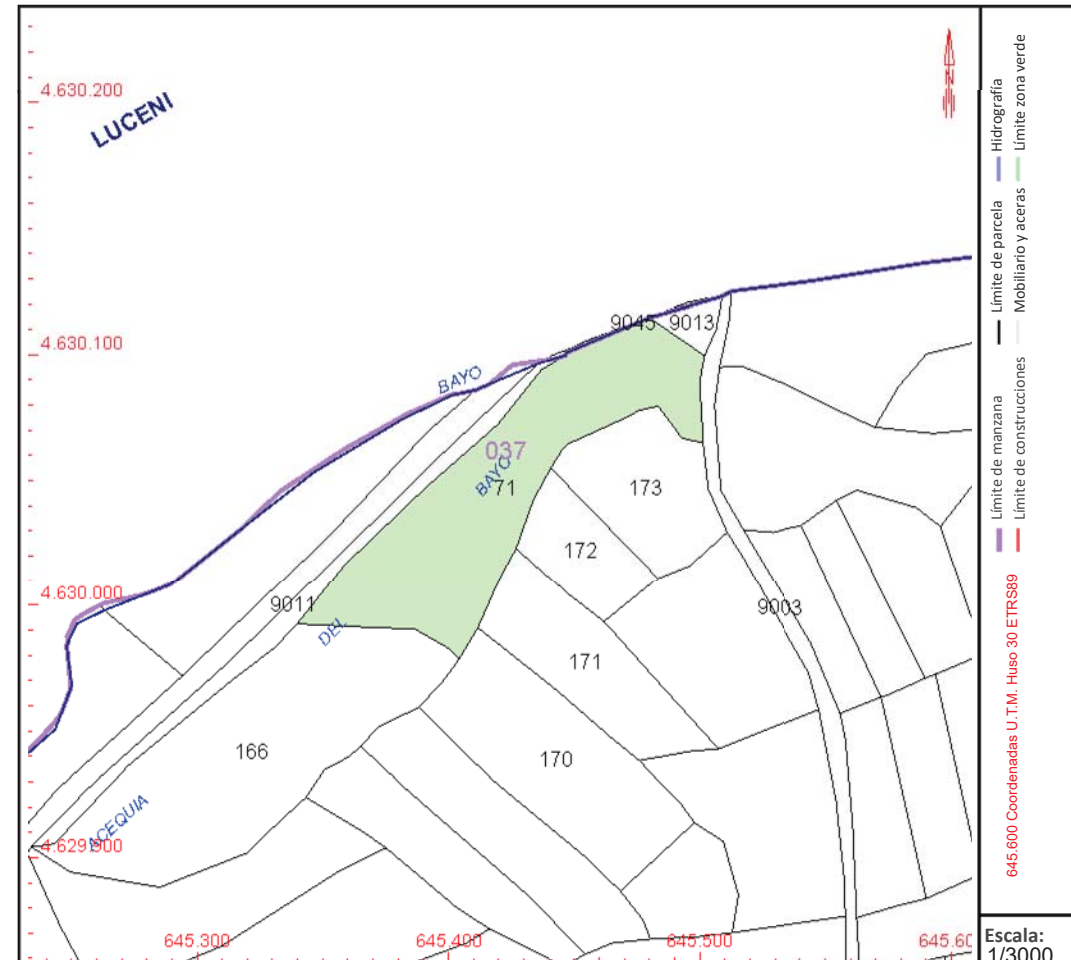 4.630.200
LUCENI
N
4.630.100
9045
9013
BAYO
037
BAYO
71
173
172
4.630.000
9011
9003
DEL
171
166
170
ACEQUIA
4.629.900
645.300
645.400
645.500
645.60
Hidrografía
Límite zona verde
Límite de parcela
Mobiliario y aceras
Límite de manzana
Límite de construcciones
645.600 Coordenadas U.T.M. Huso 30 ETRS89
Escala:
1/3000